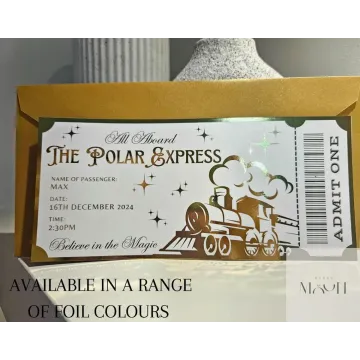 All Aboard
THE POLAR EXPRESS
NAME OF PASSENGER:
MAX
DATE:
16TH DECEMBER 2024
TIME:
2:30PM
Believe in the Magic
ADMIT ONE
AVAILABLE IN A RANGE
OF FOIL COLOURS